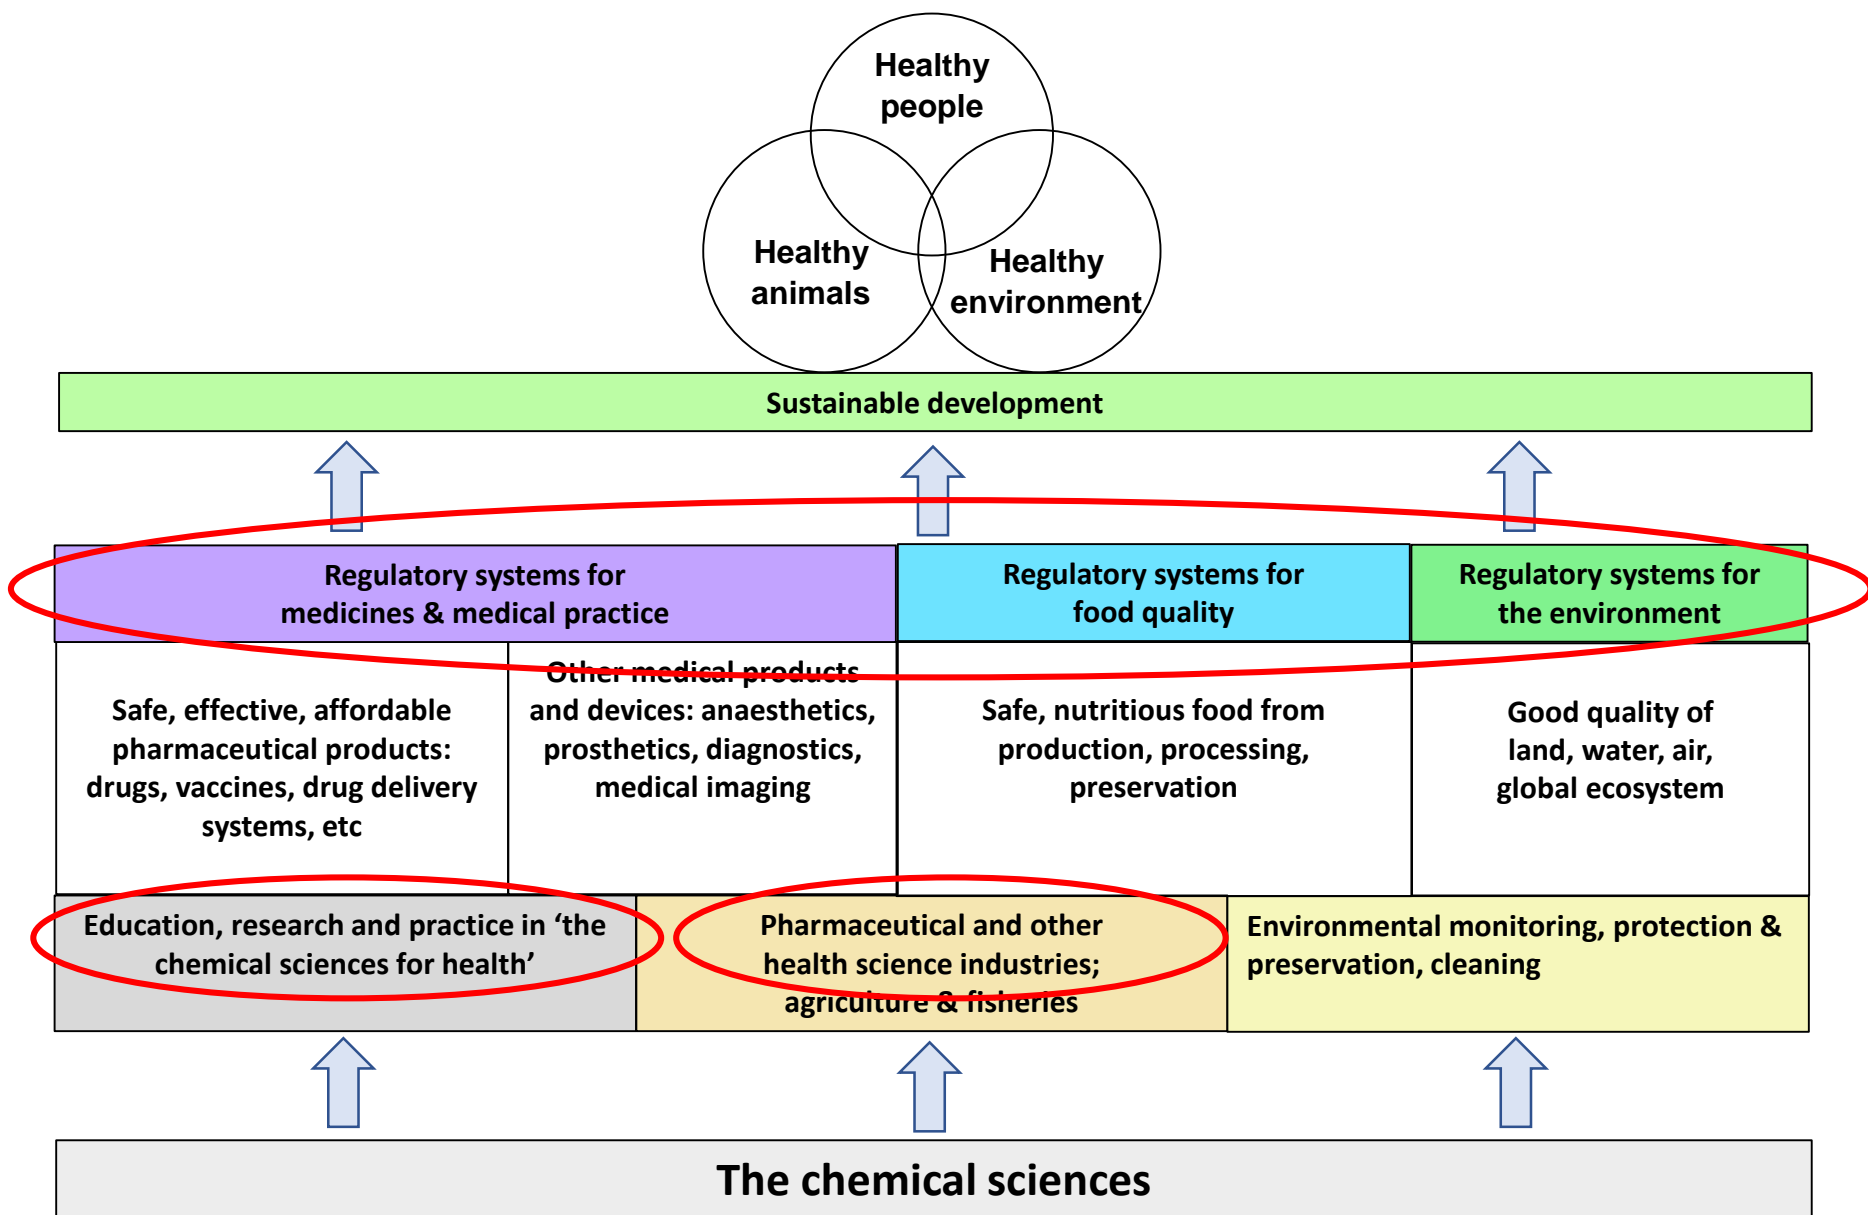 Healthy
people
Healthy
animals
Healthy
environment
Sustainable development
Regulatory systems for
medicines & medical practice
Regulatory systems for
food quality
Regulatory systems for
the environment
Safe, effective, affordable
pharmaceutical products:
drugs, vaccines, drug delivery
systems, etc
Other medical products
and devices: anaesthetics,
prosthetics, diagnostics,
medical imaging
Safe, nutritious food from
production, processing,
preservation
Good quality of
land, water, air,
global ecosystem
Education, research and practice in ‘the
chemical sciences for health’
Pharmaceutical and other
health science industries;
agriculture & fisheries
Environmental monitoring, protection &
preservation, cleaning
The chemical sciences